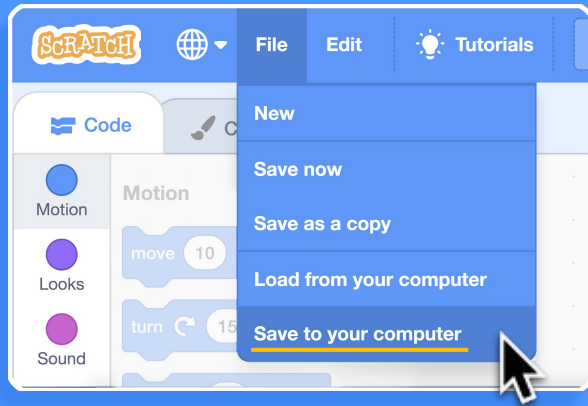 SCRATCH File Edit Tutorials
Code C
New
Save now
Save as a copy
Load from your computer
Save to your computer
Motion
Looks
Sound
Motion
move 10
turn 15